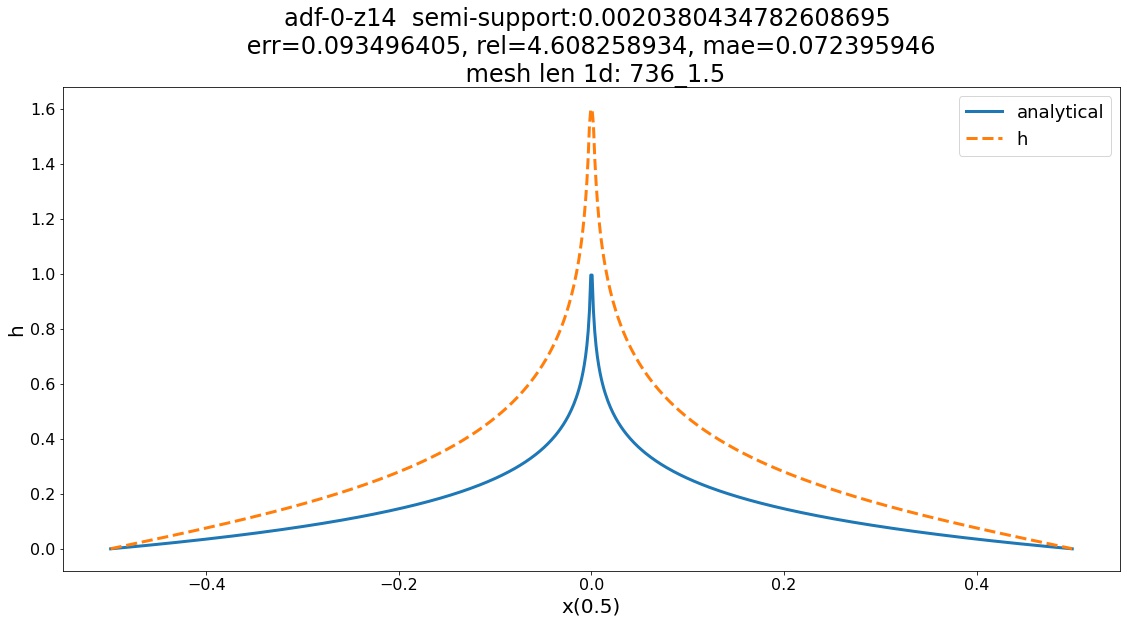 adf-0-z14 semi-support:0.0020380434782608695
err=0.093496405, rel=4.608258934, mae=0.072395946
mesh len 1d: 736_1.5
analytical
h
1.6
1.4
1.2
1.0
0.8
0.6
0.4
0.2
0.0
h
−0.4
−0.2
0.0
0.2
0.4
x(0.5)